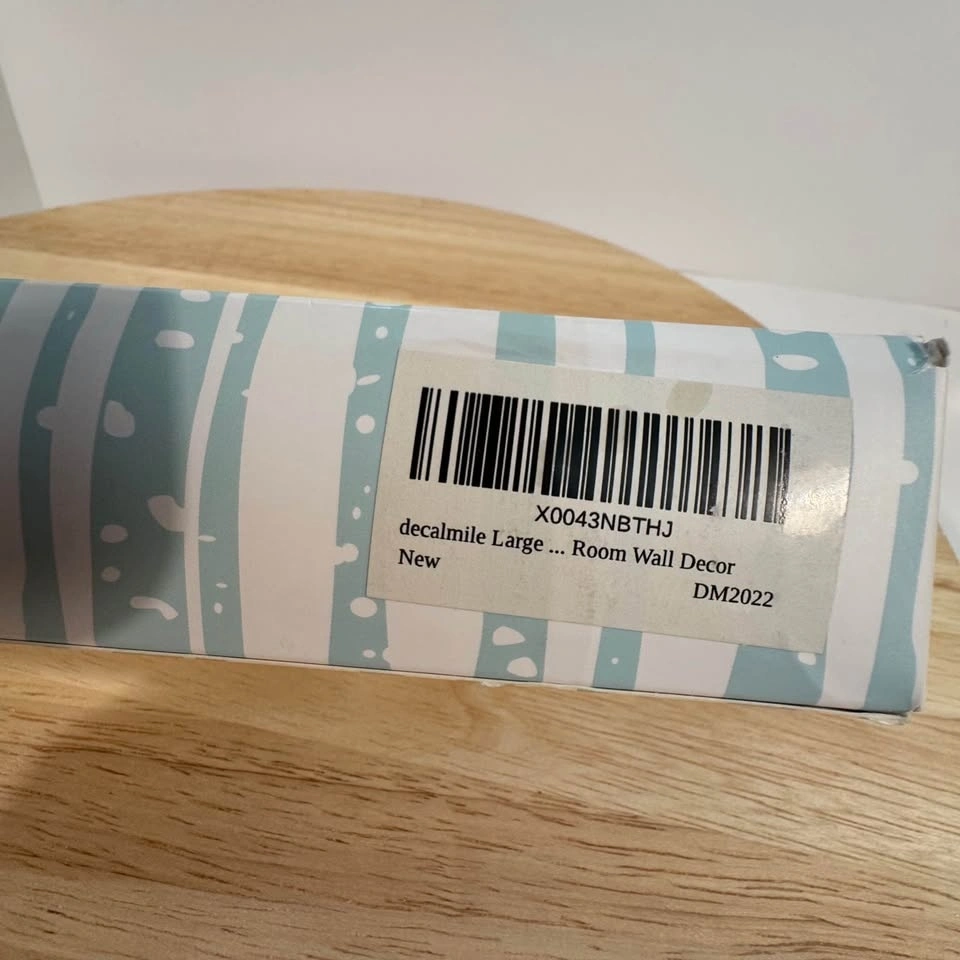 X0043NBTHJ
decalmile Large ... Room Wall Decor
New
DM2022